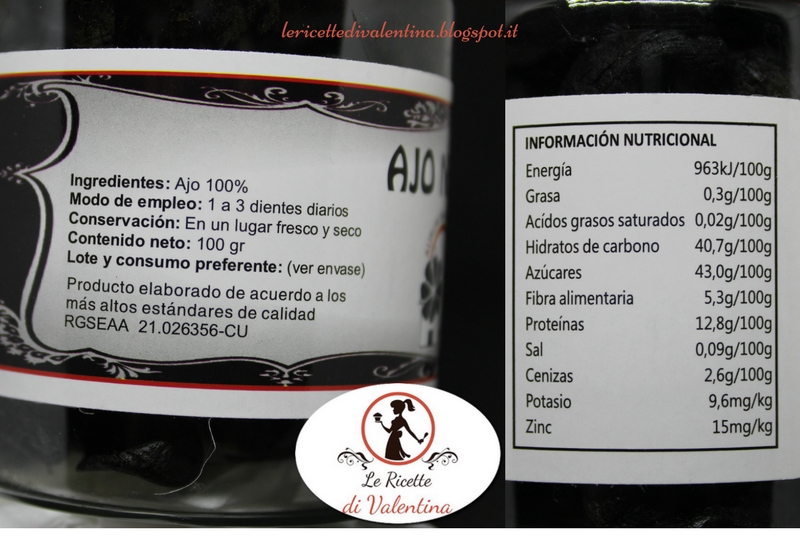 lericettedivalentina.blogspot.it
AJO
Ingredientes: Ajo 100%
Modo de empleo: 1 a 3 dientes diarios
Conservación: En un lugar fresco y seco
Contenido neto: 100 gr
Lote y consumo preferente: (ver envase)
Producto elaborado de acuerdo a los
más altos estándares de calidad
RGSEAA 21.026356-CU
INFORMACIÓN NUTRICIONAL
Energía 963kJ/100g
Grasa 0,3g/100g
Acídos grasos saturados 0,02g/100g
Hidratos de carbono 40,7g/100g
Azúcares 43,0g/100g
Fibra alimentaria 5,3g/100g
Proteínas 12,8g/100g
Sal 0,09g/100g
Cenizas 2,6g/100g
Potasio 9,6mg/kg
Zinc 15mg/kg
Le Ricette
di Valentina